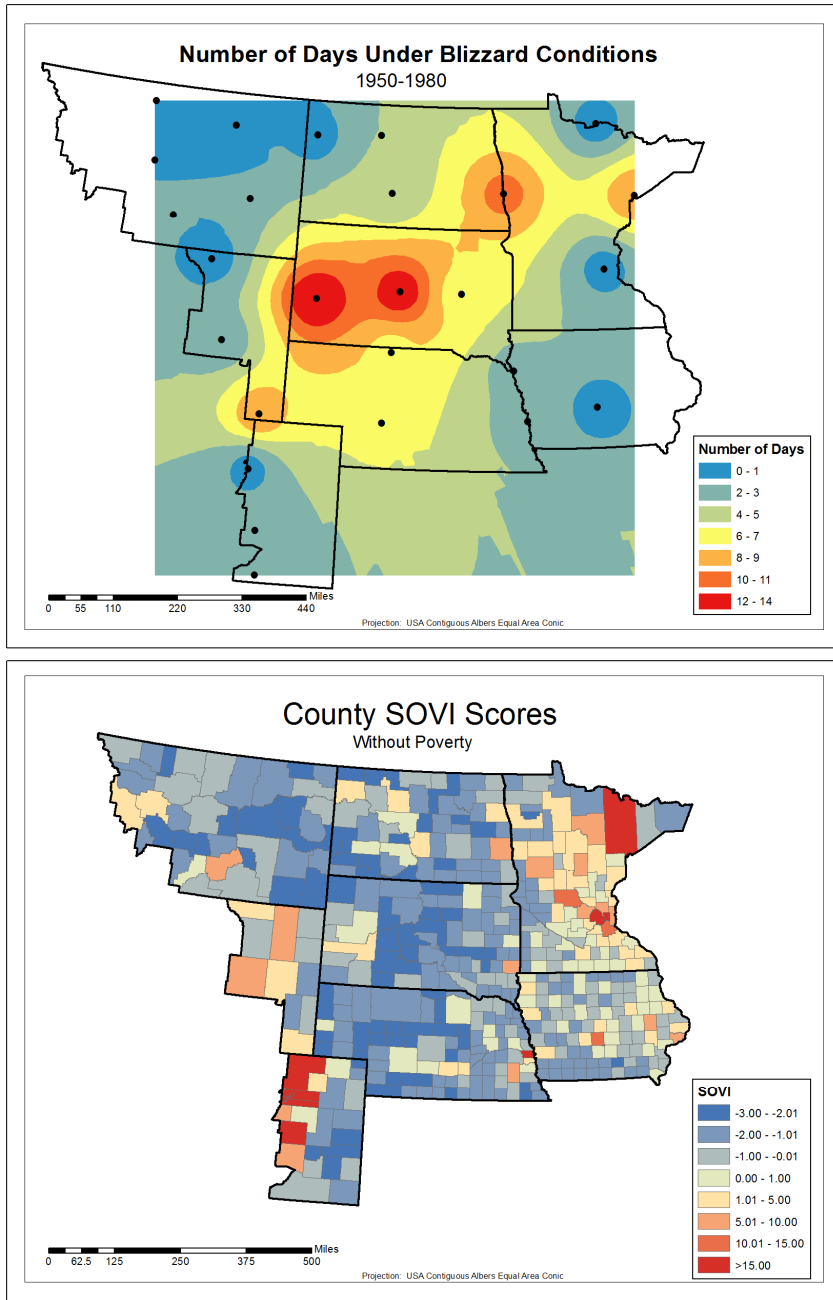 Number of Days Under Blizzard Conditions
1950-1980
Number of Days
0 - 1
2 - 3
4 - 5
6 - 7
8 - 9
10 - 11
12 - 14
Miles
0 55 110 220 330 440
Projection: USA Contiguous Albers Equal Area Conic
County SOVI Scores
Without Poverty
SOVI
-3.00 - -2.01
-2.00 - -1.01
-1.00 - -0.01
0.00 - 1.00
1.01 - 5.00
5.01 - 10.00
10.01 - 15.00
>15.00
Miles
0 62.5 125 250 375 500
Projection: USA Contiguous Albers Equal Area Conic